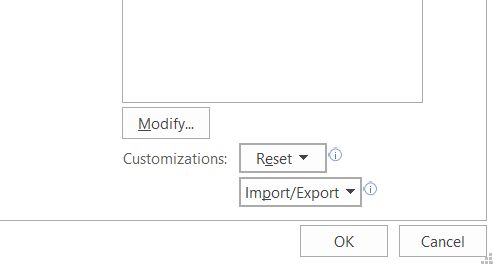 Modify...
Customizations: Reset
Import/Export
OK Cancel